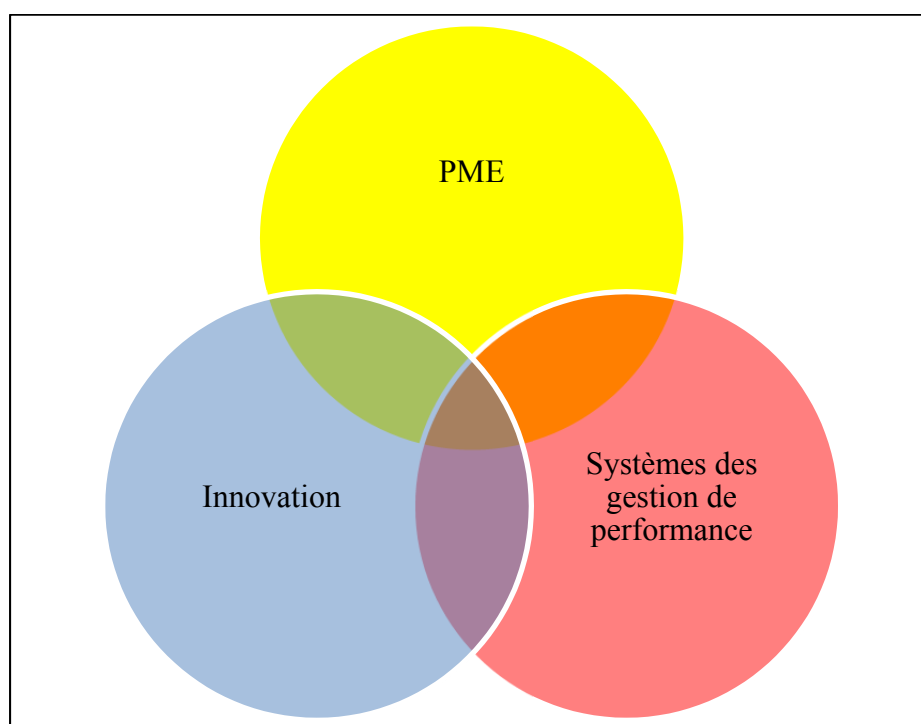 PME
Innovation
Systèmes des
gestion de
performance